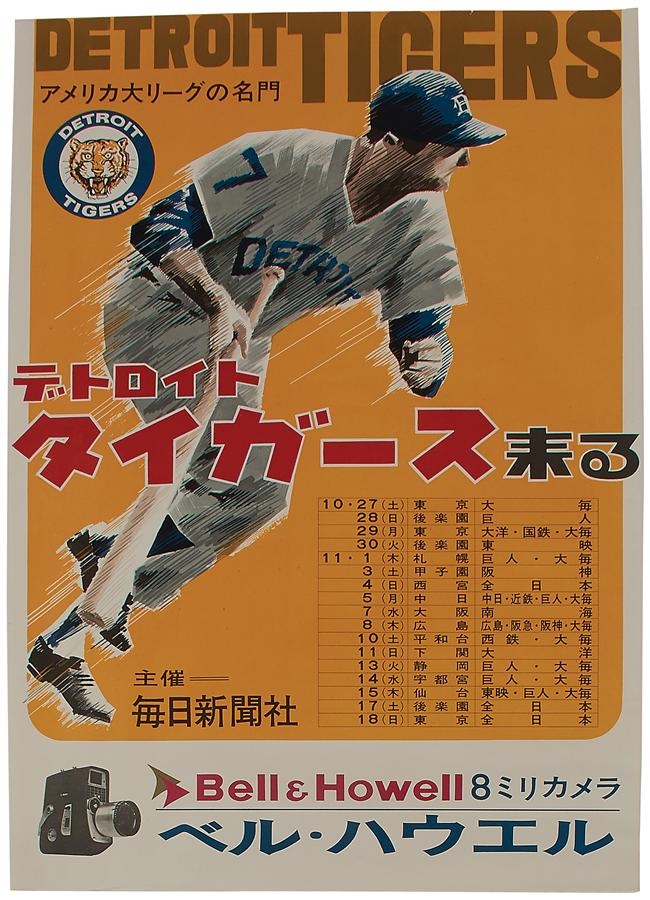 DETROIT TIGERS
アメリカ大リーグの名門
DETROIT
TIGERS
D
7
DETROIT
デトロイト
タイガース来る
10・27(土) 東京 大毎
28(日) 後楽園 巨人
29(月) 東京 大洋・国鉄・大毎
30(火) 後楽園 東映
11・1(木) 札幌 巨人・大毎
3(土) 甲子園 阪神
4(日) 西宮 全日本
5(月) 中日 中日・近鉄・巨人・大毎
7(水) 大阪 南海
8(木) 広島 広島・阪急・阪神・大毎
10(土) 平和台 西鉄・大毎
11(日) 下関 大洋
13(火) 静岡 巨人・大毎
14(水) 宇都宮 巨人・大毎
15(木) 仙台 東映・巨人・大毎
17(土) 後楽園 全日本
18(日) 東京 全日本
主催
毎日新聞社
Bell & Howell 8ミリカメラ
ベル・ハウエル